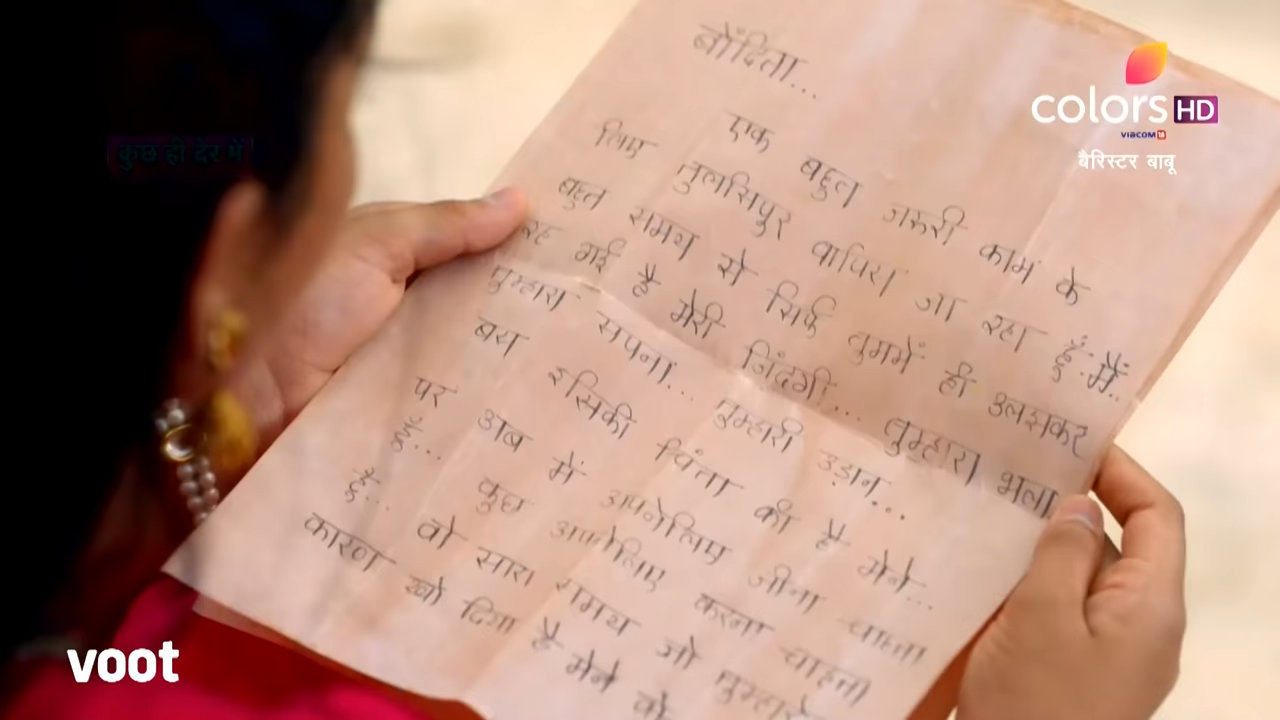 कुछ ही देर में
colors HD
VIACOM18
बैरिस्टर बाबू
बोंदिता...
एक बहुत जरुरी काम के
लिए तुलसिपुर वापिस जा रहा हूँ..मैं..
बहुत समय से सिर्फ तुममें ही उलझकर
रह गई है मेरी जिंदगी... तुम्हारा भला
तुम्हारा सपना... तुम्हारी उड़ान...
बस इसिकी चिंता की है मेने...
पर अब में अपनेलिए जीना चाहता
हूँ... कुछ अपनेलिए करना चाहता
हूँ... वो सारा समय जो तुम्हारे
कारण खो दिया है मेने वो
voot